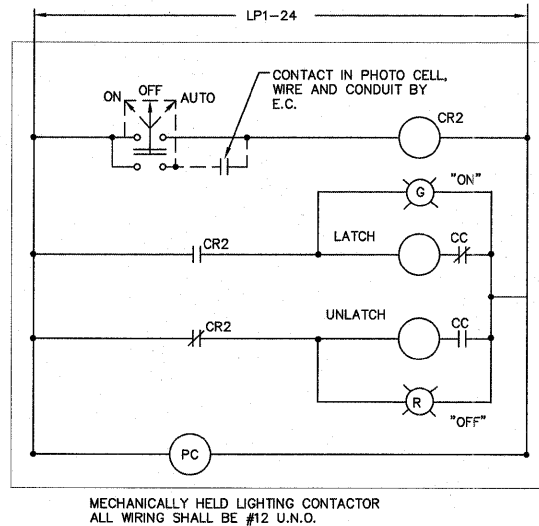 LP1-24
ON OFF AUTO
CONTACT IN PHOTO CELL,
WIRE AND CONDUIT BY
E.C.
CR2
G "ON"
CR2 LATCH CC
CR2 UNLATCH CC
R "OFF"
PC
MECHANICALLY HELD LIGHTING CONTACTOR
ALL WIRING SHALL BE #12 U.N.O.